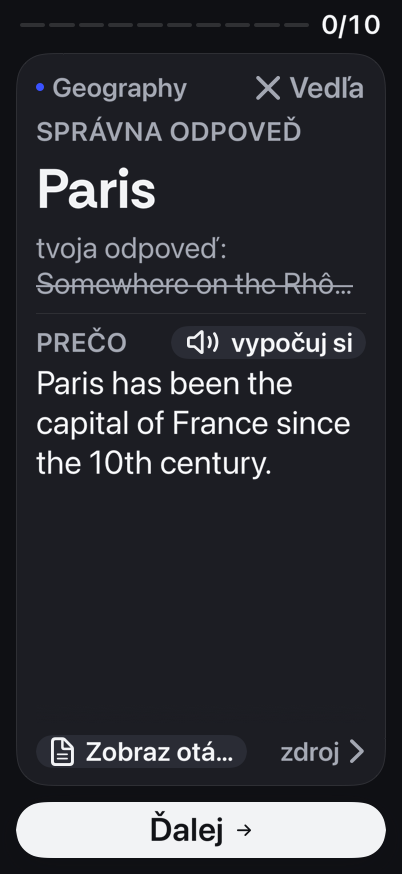 0/10
Geography
Vedľa
SPRÁVNA ODPOVEĎ
Paris
tvoja odpoveď:
Somewhere on the Rhô…
PREČO
vypočuj si
Paris has been the
capital of France since
the 10th century.
Zobraz otá…
zdroj
Ďalej →